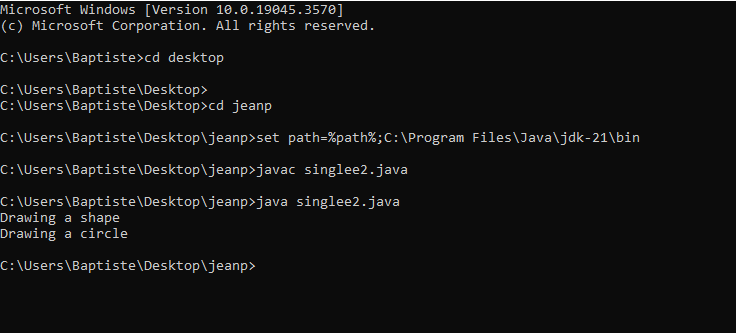 Microsoft Windows [Version 10.0.19045.3570]
(c) Microsoft Corporation. All rights reserved.
C:\Users\Baptiste>cd desktop
C:\Users\Baptiste\Desktop>
C:\Users\Baptiste\Desktop>cd jeanp
C:\Users\Baptiste\Desktop\jeanp>set path=%path%;C:\Program Files\Java\jdk-21\bin
C:\Users\Baptiste\Desktop\jeanp>javac singlee2.java
C:\Users\Baptiste\Desktop\jeanp>java singlee2.java
Drawing a shape
Drawing a circle
C:\Users\Baptiste\Desktop\jeanp>